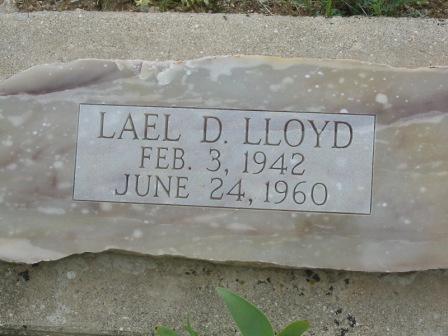 LAEL D. LLOYD
FEB. 3, 1942
JUNE 24, 1960